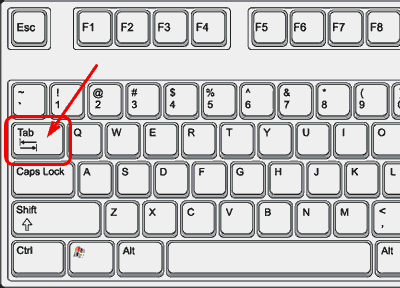 Esc F1 F2 F3 F4 F5 F6 F7 F8
~ ! @ # $ % ^ & * (
` 1 2 3 4 5 6 7 8 9
Tab Q W E R T Y U I O
Caps Lock A S D F G H J K L
Shift Z X C V B N M <
,
Ctrl Alt Alt